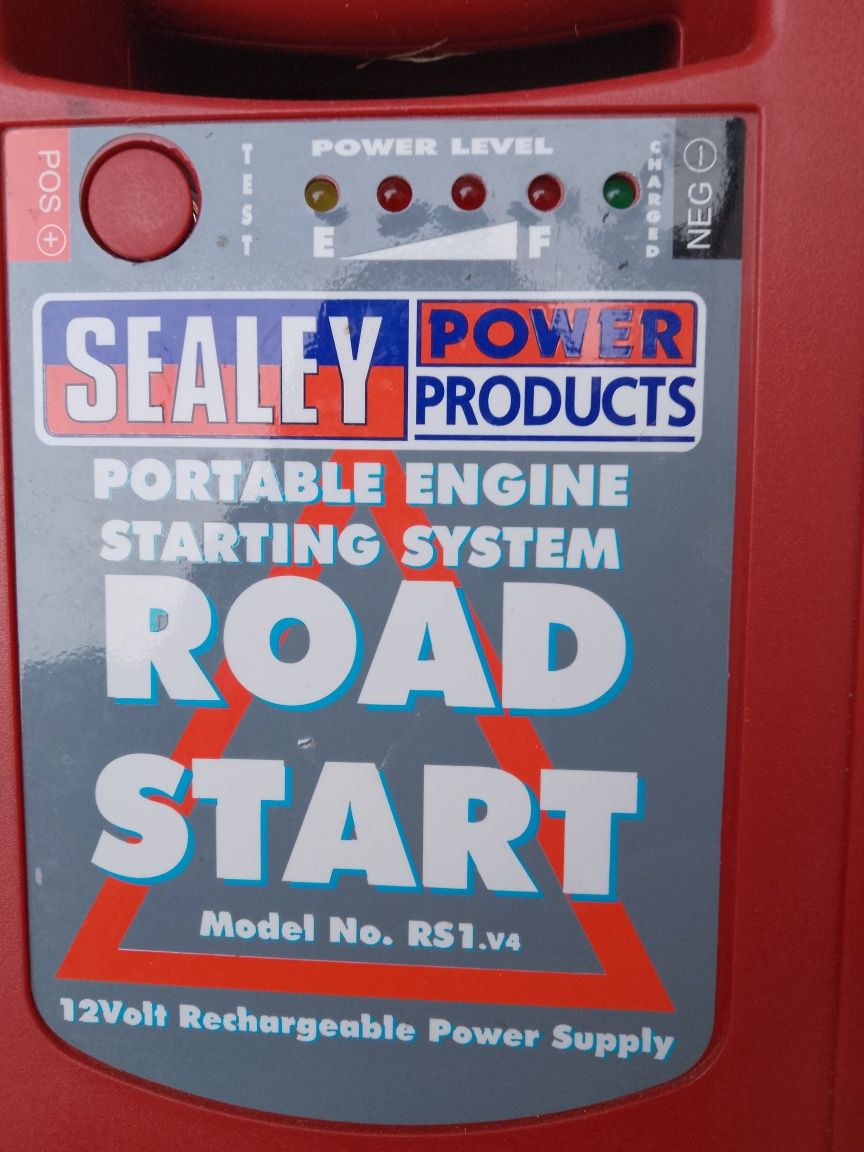 POS +
TEST
POWER LEVEL
E F
CHARGED
NEG −
SEALEY
POWER
PRODUCTS
PORTABLE ENGINE
STARTING SYSTEM
ROAD
START
Model No. RS1.V4
12Volt Rechargeable Power Supply